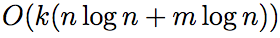 O(k(n log n + m log n))